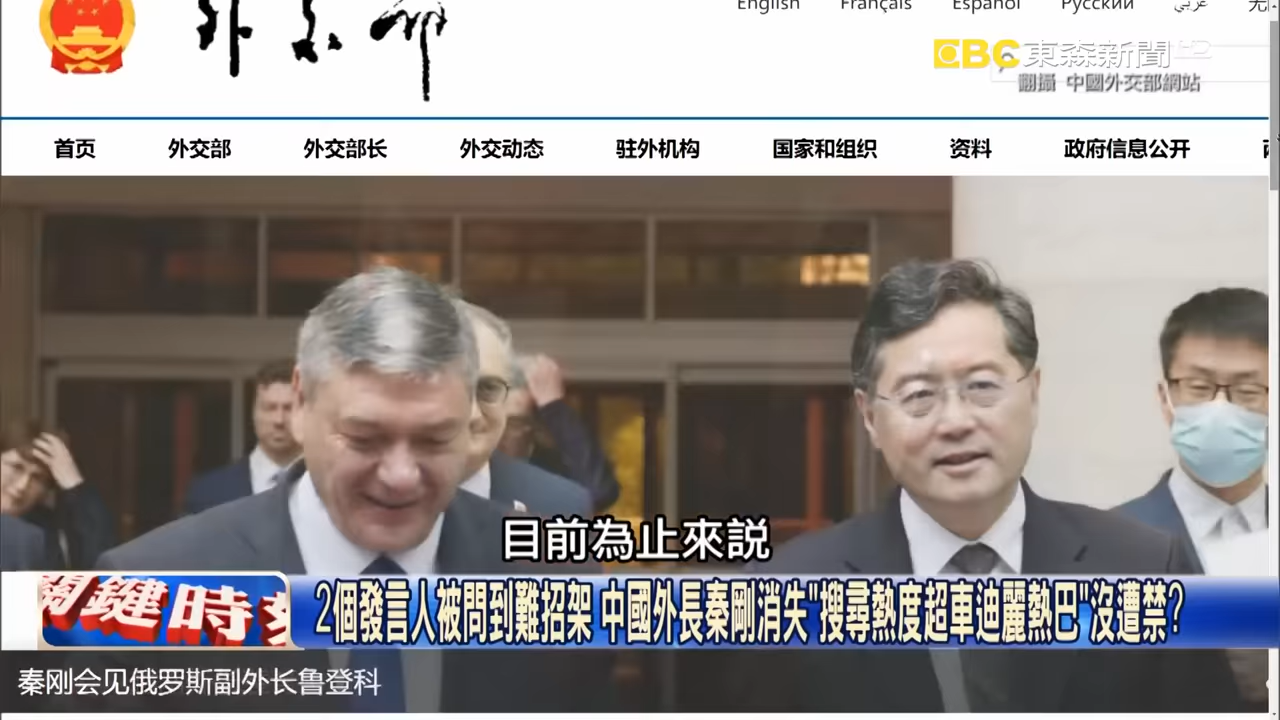 外交部
English Français Español Русский عربي
EBC 東森新聞 HD
翻攝 中國外交部網站
首页 外交部 外交部长 外交动态 驻外机构 国家和组织 资料 政府信息公开
目前為止來說
關鍵時刻
2個發言人被問到難招架 中國外長秦剛消失"搜尋熱度超車迪麗熱巴"沒遭禁?
秦刚会见俄罗斯副外长鲁登科